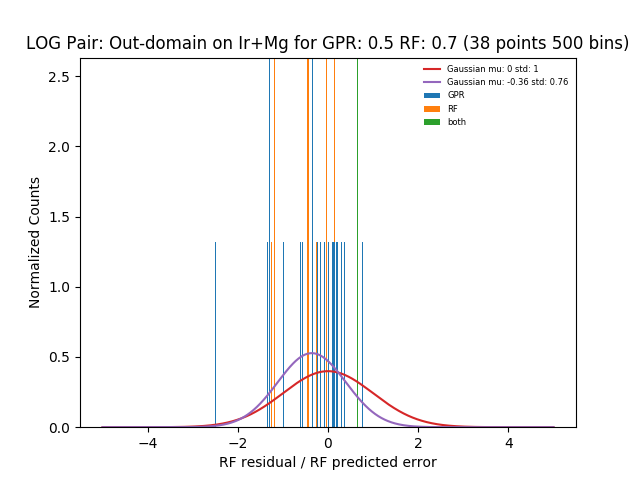 LOG Pair: Out-domain on Ir+Mg for GPR: 0.5 RF: 0.7 (38 points 500 bins)
Gaussian mu: 0 std: 1
Gaussian mu: -0.36 std: 0.76
GPR
RF
both
Normalized Counts
2.5
2.0
1.5
1.0
0.5
0.0
−4
−2
0
2
4
RF residual / RF predicted error